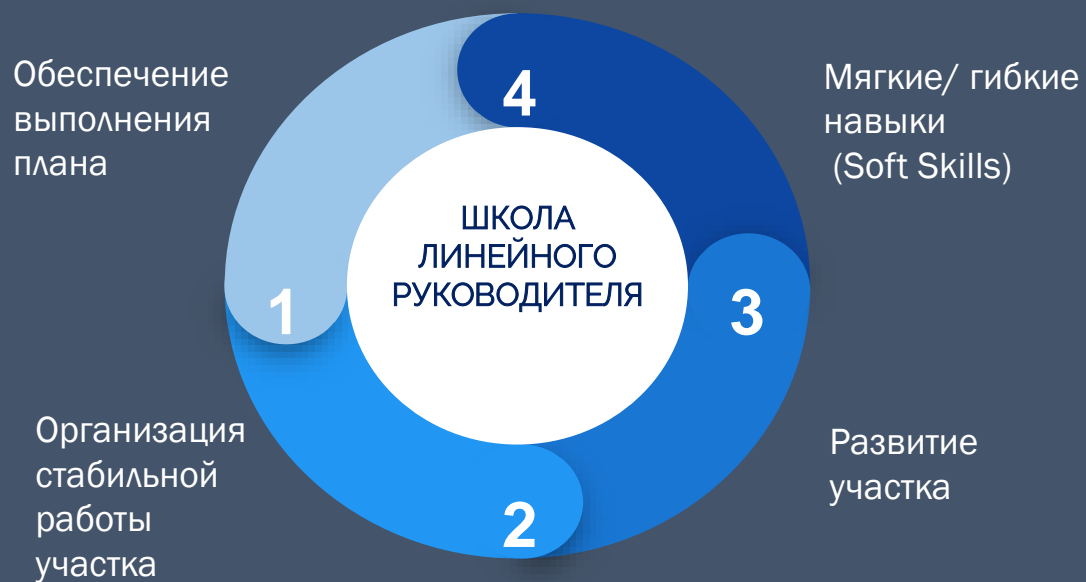 Обеспечение
выполнения
плана
4
Мягкие/ гибкие
навыки
(Soft Skills)
ШКОЛА
ЛИНЕЙНОГО
РУКОВОДИТЕЛЯ
1
3
Организация
стабильной
работы
участка
2
Развитие
участка